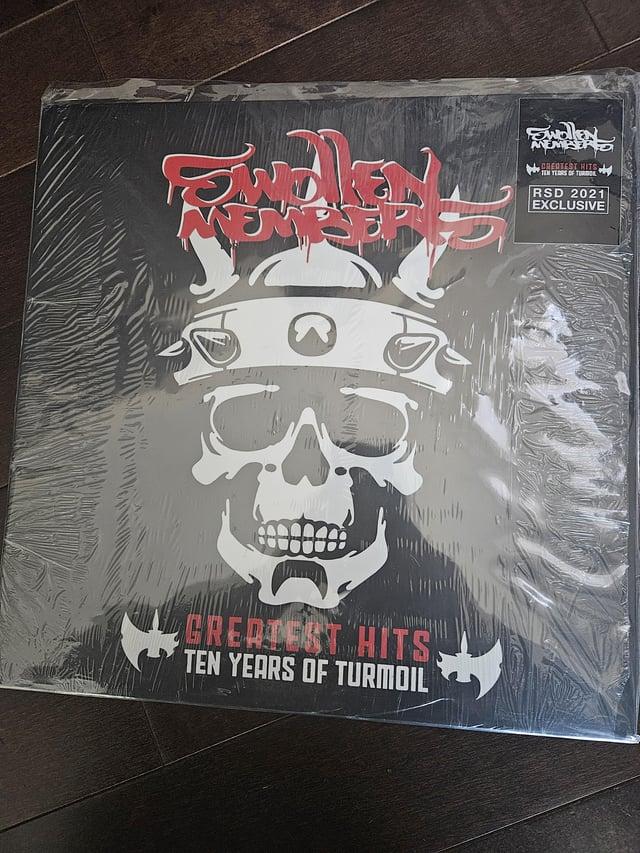 Swollen
Members
Swollen
Members
GREATEST HITS
TEN YEARS OF TURMOIL
RSD 2021
EXCLUSIVE
GREATEST HITS
TEN YEARS OF TURMOIL